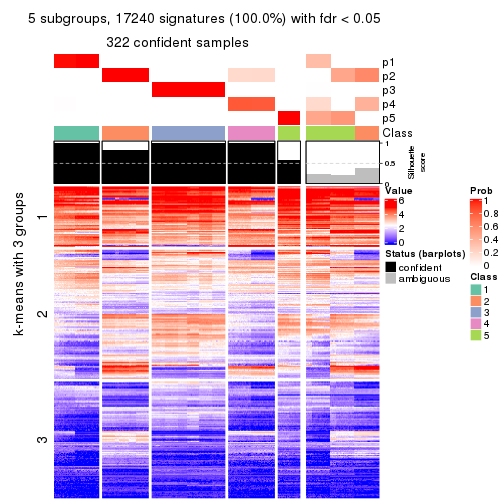 5 subgroups, 17240 signatures (100.0%) with fdr < 0.05
322 confident samples
p1
p2
p3
p4
p5
Class
1
0.5
0
Silhouette
score
k-means with 3 groups
1
2
3
Value
6
4
2
0
Status (barplots)
confident
ambiguous
Prob
1
0.8
0.6
0.4
0.2
0
Class
1
2
3
4
5